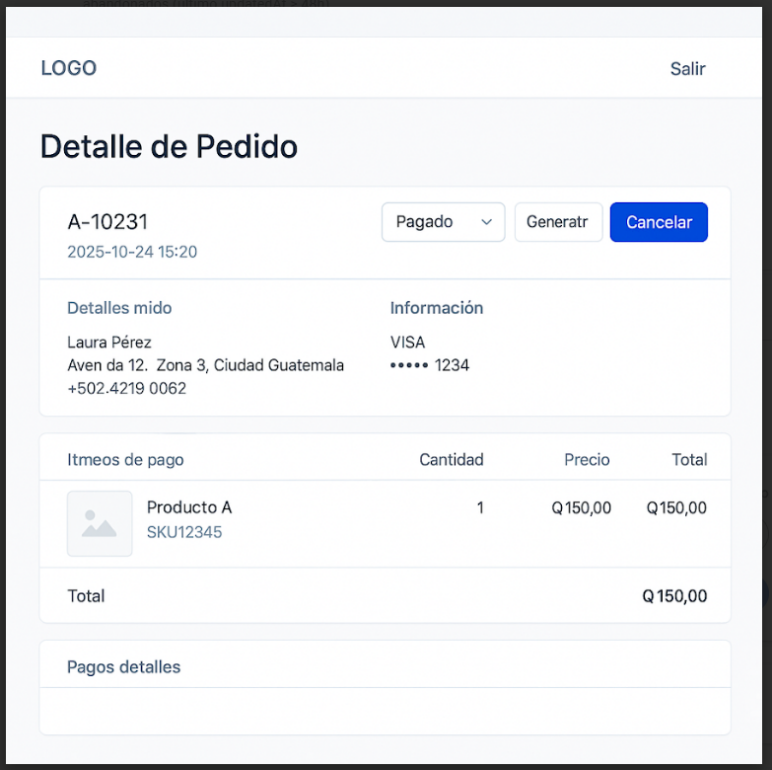 LOGO
Salir
Detalle de Pedido
A-10231
Pagado
Generatr
Cancelar
2025-10-24 15:20
Detalles mido
Información
Laura Pérez
VISA
Aven da 12. Zona 3, Ciudad Guatemala
••••• 1234
+502.4219 0062
Itmeos de pago
Cantidad
Precio
Total
Producto A
1
Q150,00
Q150,00
SKU12345
Total
Q150,00
Pagos detalles